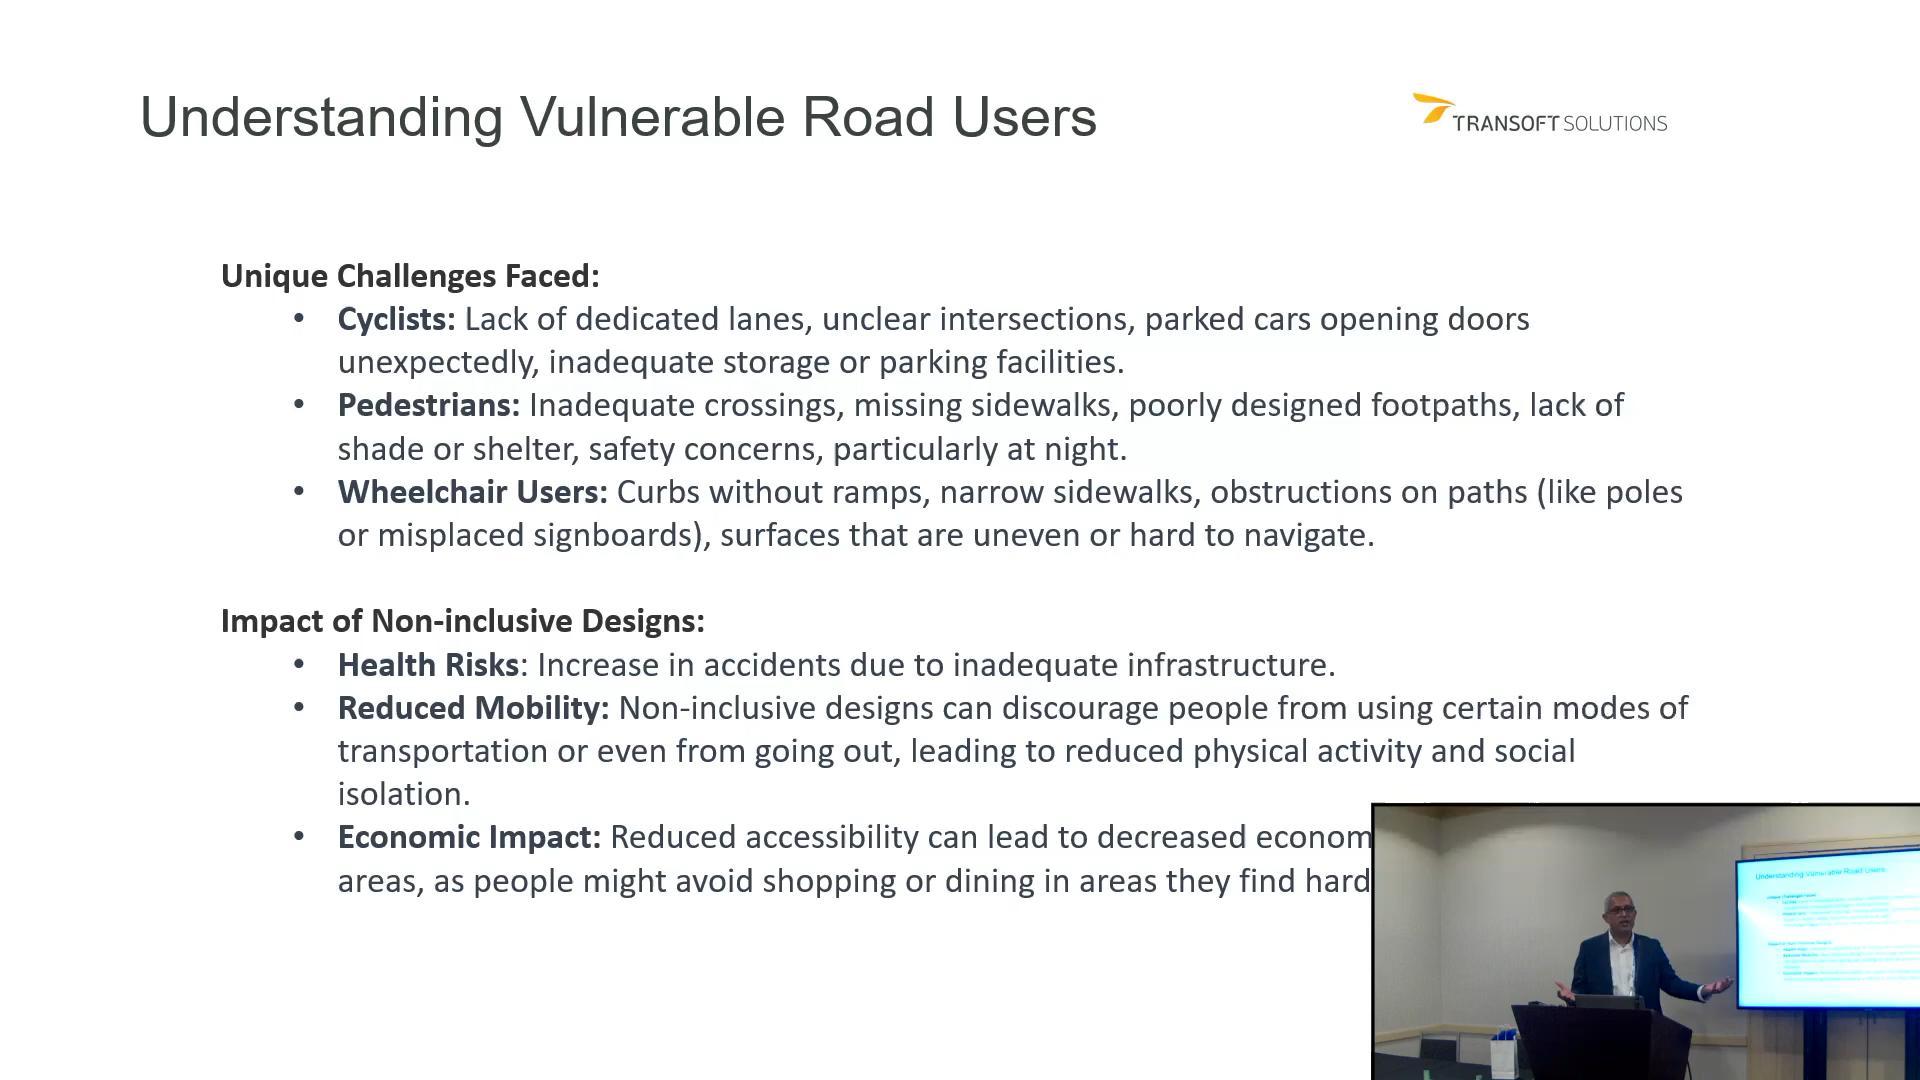 Understanding Vulnerable Road Users
TRANSOFT SOLUTIONS
Unique Challenges Faced:
• Cyclists: Lack of dedicated lanes, unclear intersections, parked cars opening doors
unexpectedly, inadequate storage or parking facilities.
• Pedestrians: Inadequate crossings, missing sidewalks, poorly designed footpaths, lack of
shade or shelter, safety concerns, particularly at night.
• Wheelchair Users: Curbs without ramps, narrow sidewalks, obstructions on paths (like poles
or misplaced signboards), surfaces that are uneven or hard to navigate.
Impact of Non-inclusive Designs:
• Health Risks: Increase in accidents due to inadequate infrastructure.
• Reduced Mobility: Non-inclusive designs can discourage people from using certain modes of
transportation or even from going out, leading to reduced physical activity and social
isolation.
• Economic Impact: Reduced accessibility can lead to decreased econom
areas, as people might avoid shopping or dining in areas they find hard
Understanding Vulnerable Road Users